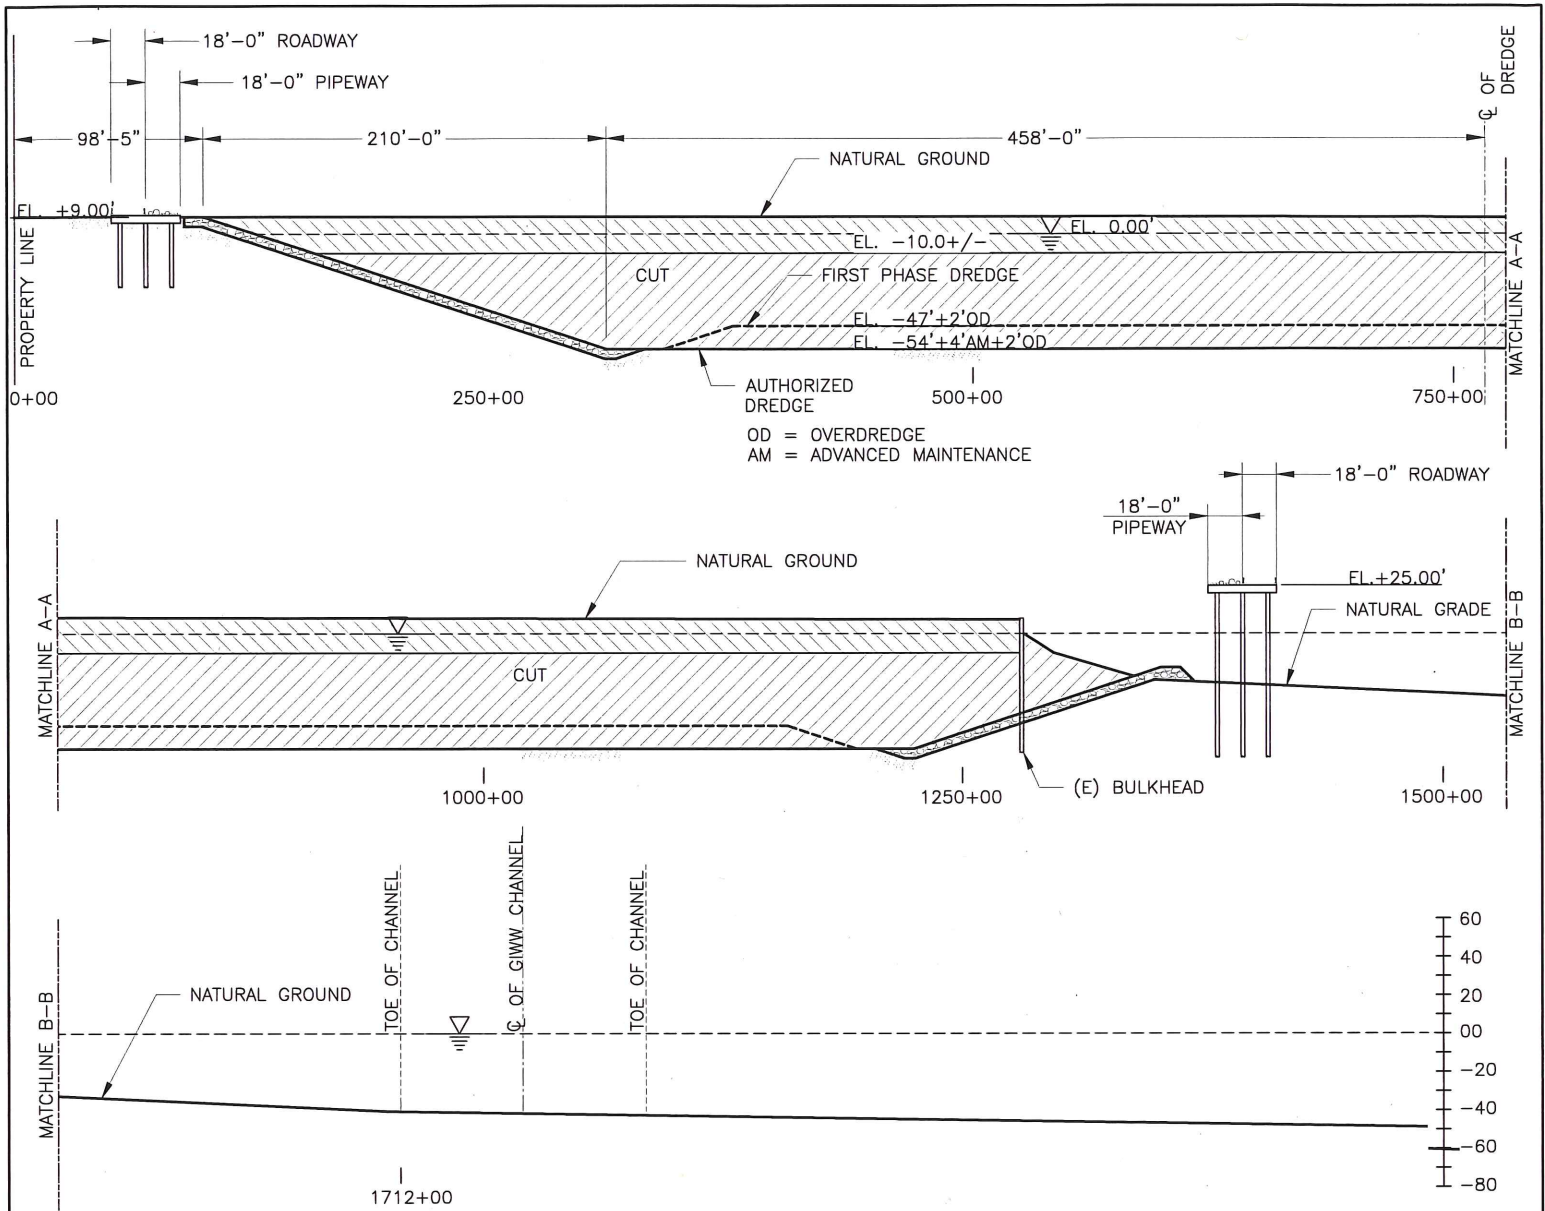 18'-0" ROADWAY
18'-0" PIPEWAY
98'-5"
210'-0"
458'-0"
℄ OF DREDGE
NATURAL GROUND
EL. +9.00'
EL. 0.00'
EL. -10.0+/-
CUT
FIRST PHASE DREDGE
EL. -47'+2'OD
EL. -54'+4'AM+2'OD
PROPERTY LINE
MATCHLINE A-A
0+00
250+00
500+00
750+00
AUTHORIZED
DREDGE
OD = OVERDREDGE
AM = ADVANCED MAINTENANCE
18'-0" ROADWAY
18'-0"
PIPEWAY
NATURAL GROUND
EL.+25.00'
NATURAL GRADE
MATCHLINE A-A
CUT
MATCHLINE B-B
(E) BULKHEAD
1000+00
1250+00
1500+00
TOE OF CHANNEL
℄ OF GIWW CHANNEL
TOE OF CHANNEL
NATURAL GROUND
MATCHLINE B-B
60
40
20
00
-20
-40
-60
-80
1712+00